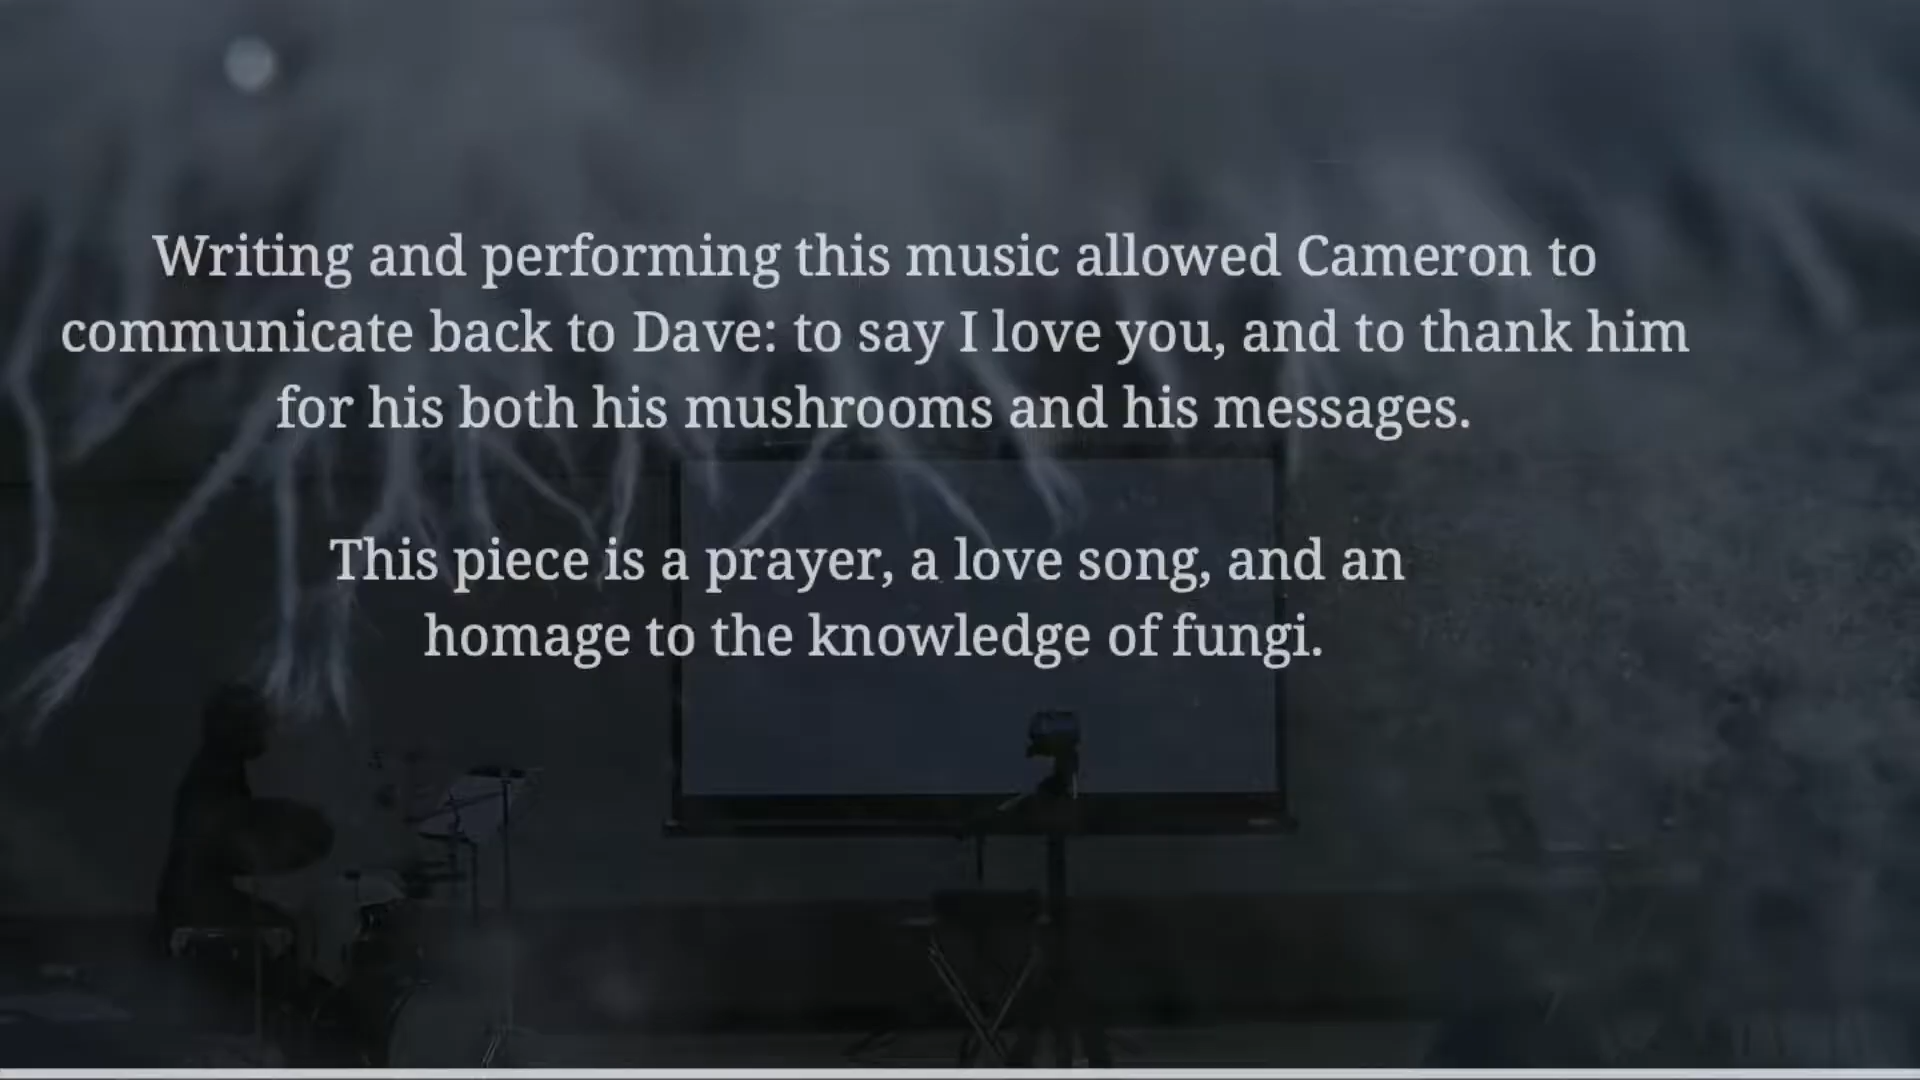 Writing and performing this music allowed Cameron to
communicate back to Dave: to say I love you, and to thank him
for his both his mushrooms and his messages.
This piece is a prayer, a love song, and an
homage to the knowledge of fungi.